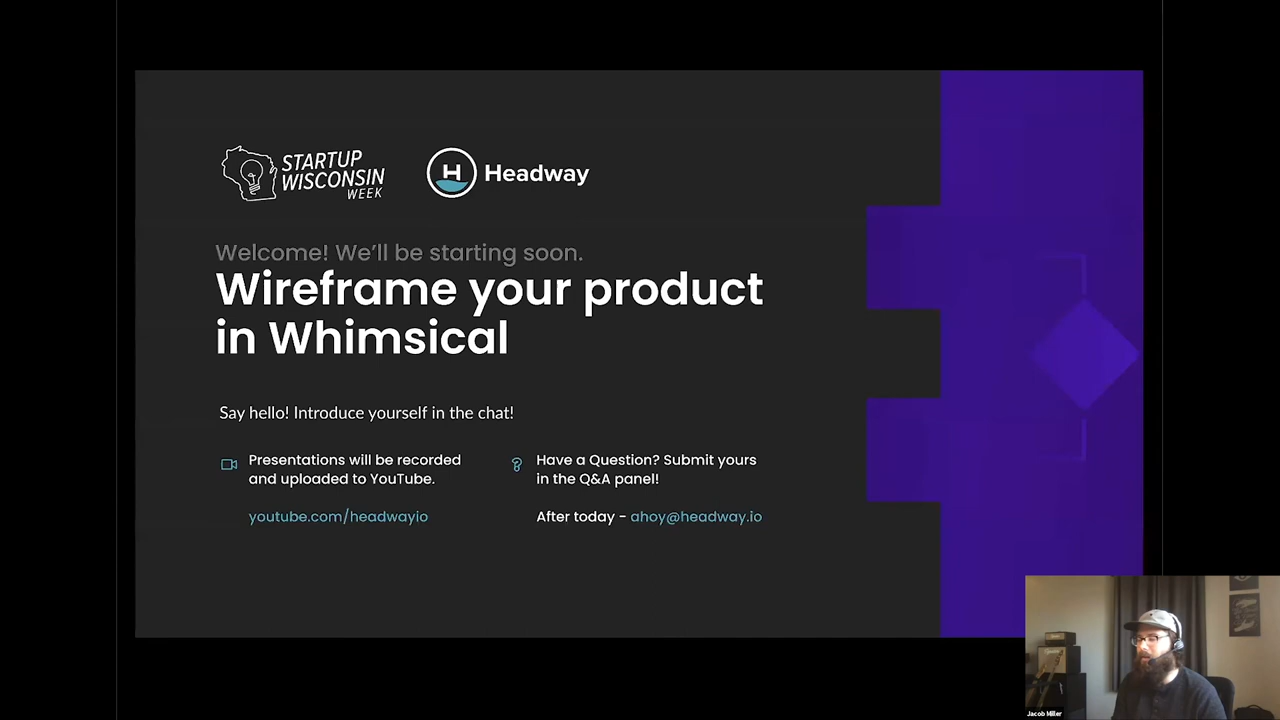 STARTUP
WISCONSIN
WEEK
H Headway
Welcome! We'll be starting soon.
Wireframe your product
in Whimsical
Say hello! Introduce yourself in the chat!
Presentations will be recorded
and uploaded to YouTube.
youtube.com/headwayio
Have a Question? Submit yours
in the Q&A panel!
After today - ahoy@headway.io
Jacob Miller